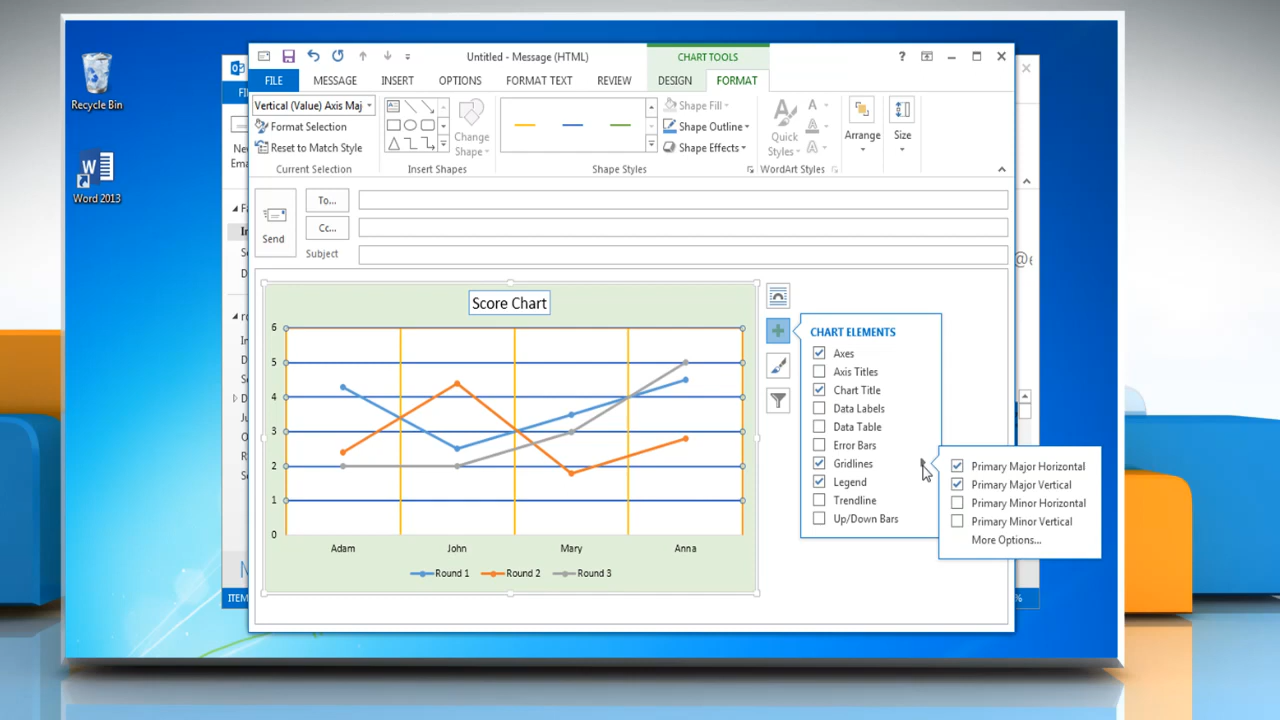 Untitled - Message (HTML)
CHART TOOLS
?
FILE
MESSAGE
INSERT
OPTIONS
FORMAT TEXT
REVIEW
DESIGN
FORMAT
Vertical (Value) Axis Maj
Format Selection
Reset to Match Style
Current Selection
Change
Shape
Insert Shapes
Shape Fill
Shape Outline
Shape Effects
Shape Styles
Quick
Styles
WordArt Styles
Arrange
Size
Recycle Bin
Word 2013
Send
To...
Cc...
Subject
Score Chart
6
5
4
3
2
1
0
Adam John Mary Anna
Round 1 Round 2 Round 3
CHART ELEMENTS
Axes
Axis Titles
Chart Title
Data Labels
Data Table
Error Bars
Gridlines
Legend
Trendline
Up/Down Bars
Primary Major Horizontal
Primary Major Vertical
Primary Minor Horizontal
Primary Minor Vertical
More Options...
ITEM
%